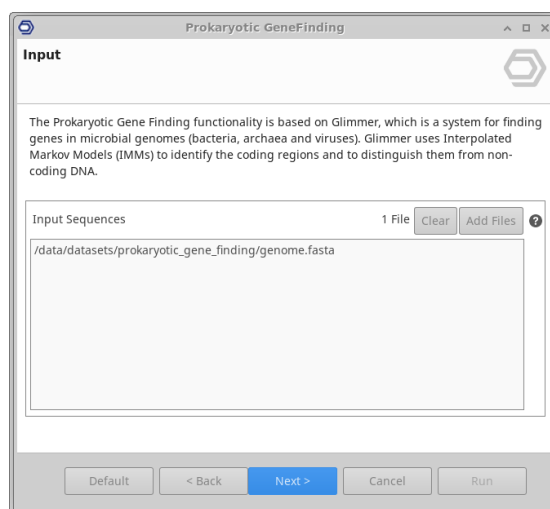 Prokaryotic GeneFinding
Input
The Prokaryotic Gene Finding functionality is based on Glimmer, which is a system for finding
genes in microbial genomes (bacteria, archaea and viruses). Glimmer uses Interpolated
Markov Models (IMMs) to identify the coding regions and to distinguish them from non-
coding DNA.
Input Sequences 1 File Clear Add Files ?
/data/datasets/prokaryotic_gene_finding/genome.fasta
Default < Back Next > Cancel Run